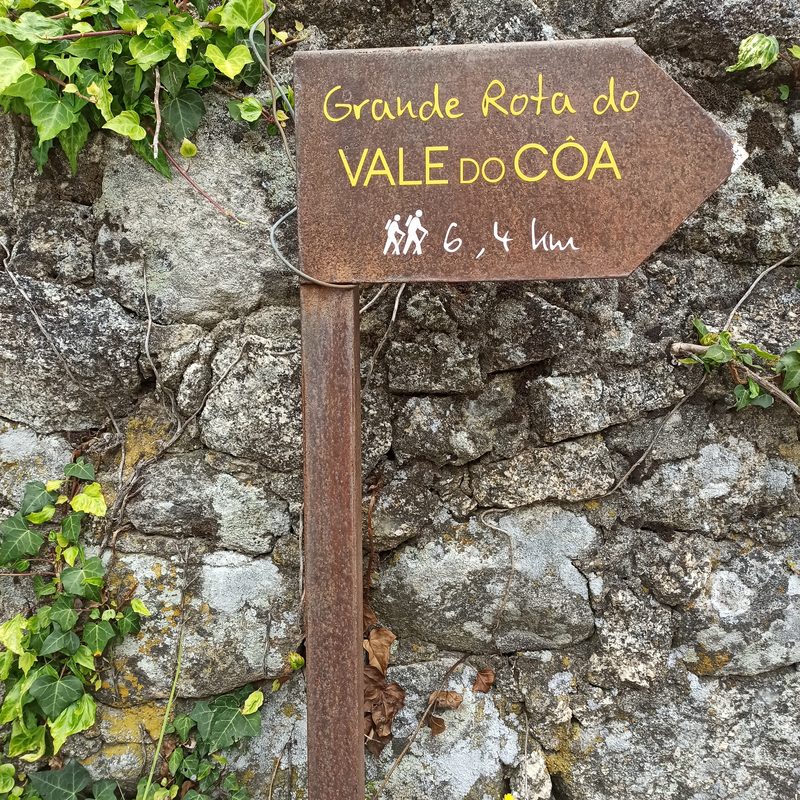 Grande Rota do
VALE DO CÔA
6,4 km